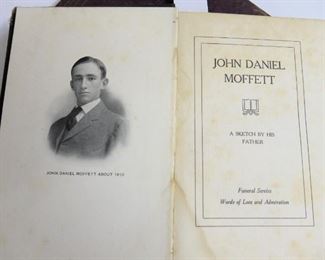 JOHN DANIEL MOFFETT ABOUT 1910
JOHN DANIEL
MOFFETT
A SKETCH BY HIS
FATHER
Funeral Service
Words of Love and Admiration